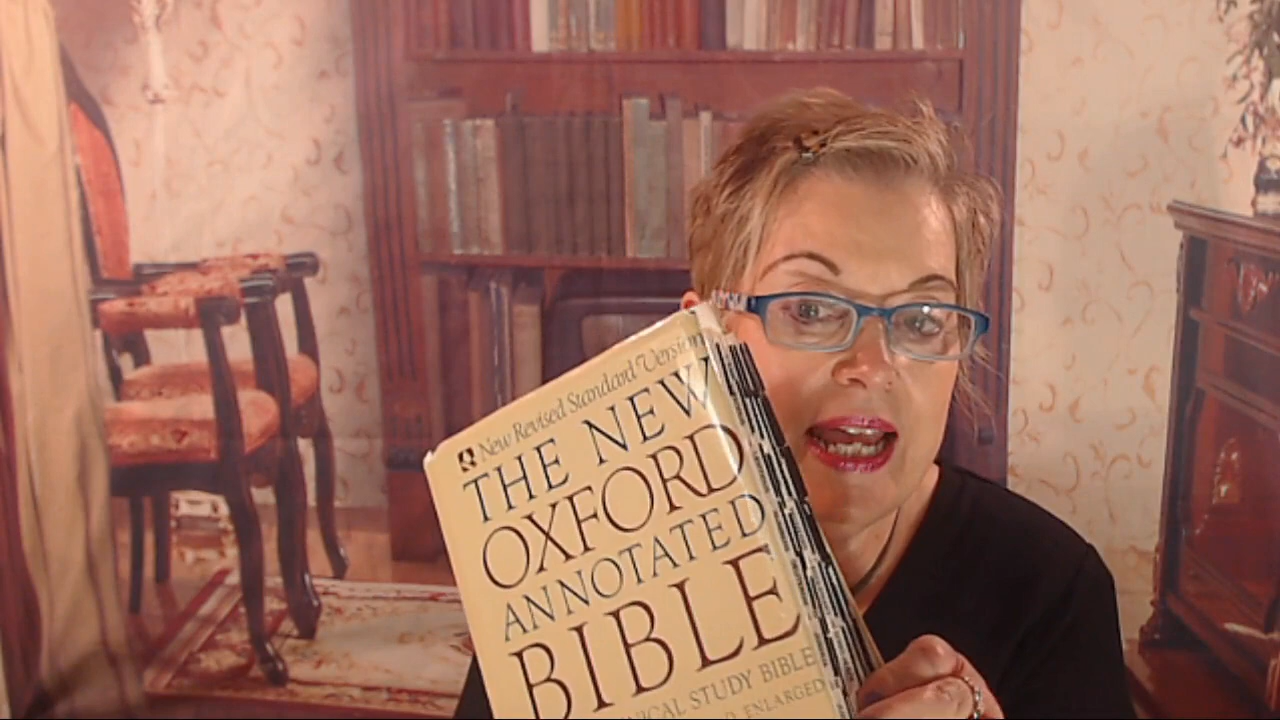 New Revised Standard Version
THE NEW
OXFORD
ANNOTATED
BIBLE
STUDY BIBLE
ENLARGED